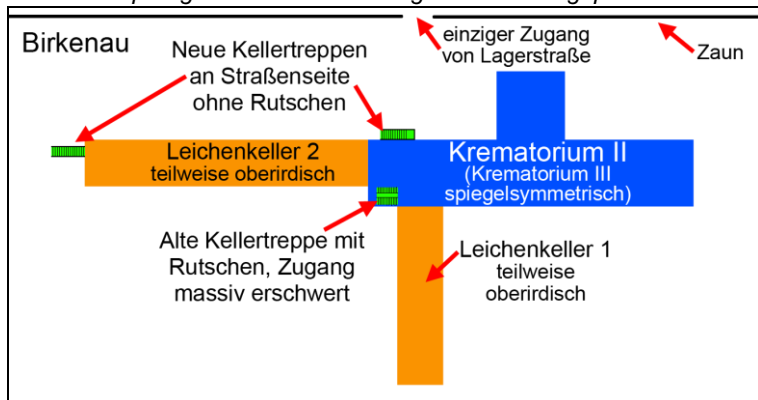 Birkenau
Neue Kellertreppen
an Straßenseite
ohne Rutschen
einziger Zugang
von Lagerstraße
Zaun
Leichenkeller 2
teilweise oberirdisch
Krematorium II
(Krematorium III
spiegelsymmetrisch)
Alte Kellertreppe mit
Rutschen, Zugang
massiv erschwert
Leichenkeller 1
teilweise
oberirdisch